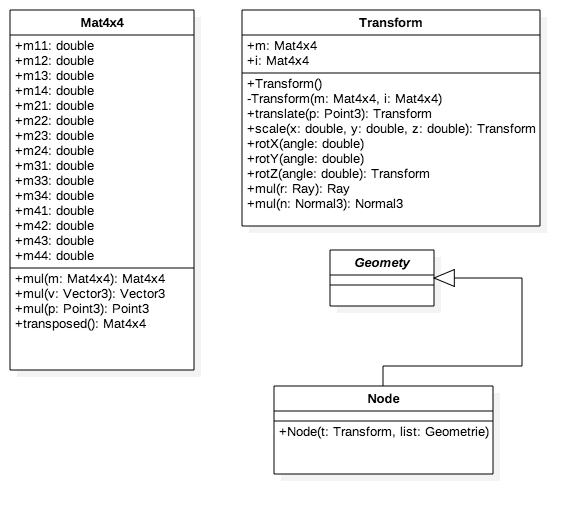 Mat4x4
+m11: double
+m12: double
+m13: double
+m14: double
+m21: double
+m22: double
+m23: double
+m24: double
+m31: double
+m33: double
+m34: double
+m41: double
+m42: double
+m43: double
+m44: double
+mul(m: Mat4x4): Mat4x4
+mul(v: Vector3): Vector3
+mul(p: Point3): Point3
+transposed(): Mat4x4
Transform
+m: Mat4x4
+i: Mat4x4
+Transform()
-Transform(m: Mat4x4, i: Mat4x4)
+translate(p: Point3): Transform
+scale(x: double, y: double, z: double): Transform
+rotX(angle: double)
+rotY(angle: double)
+rotZ(angle: double): Transform
+mul(r: Ray): Ray
+mul(n: Normal3): Normal3
Geomety
Node
+Node(t: Transform, list: Geometrie)